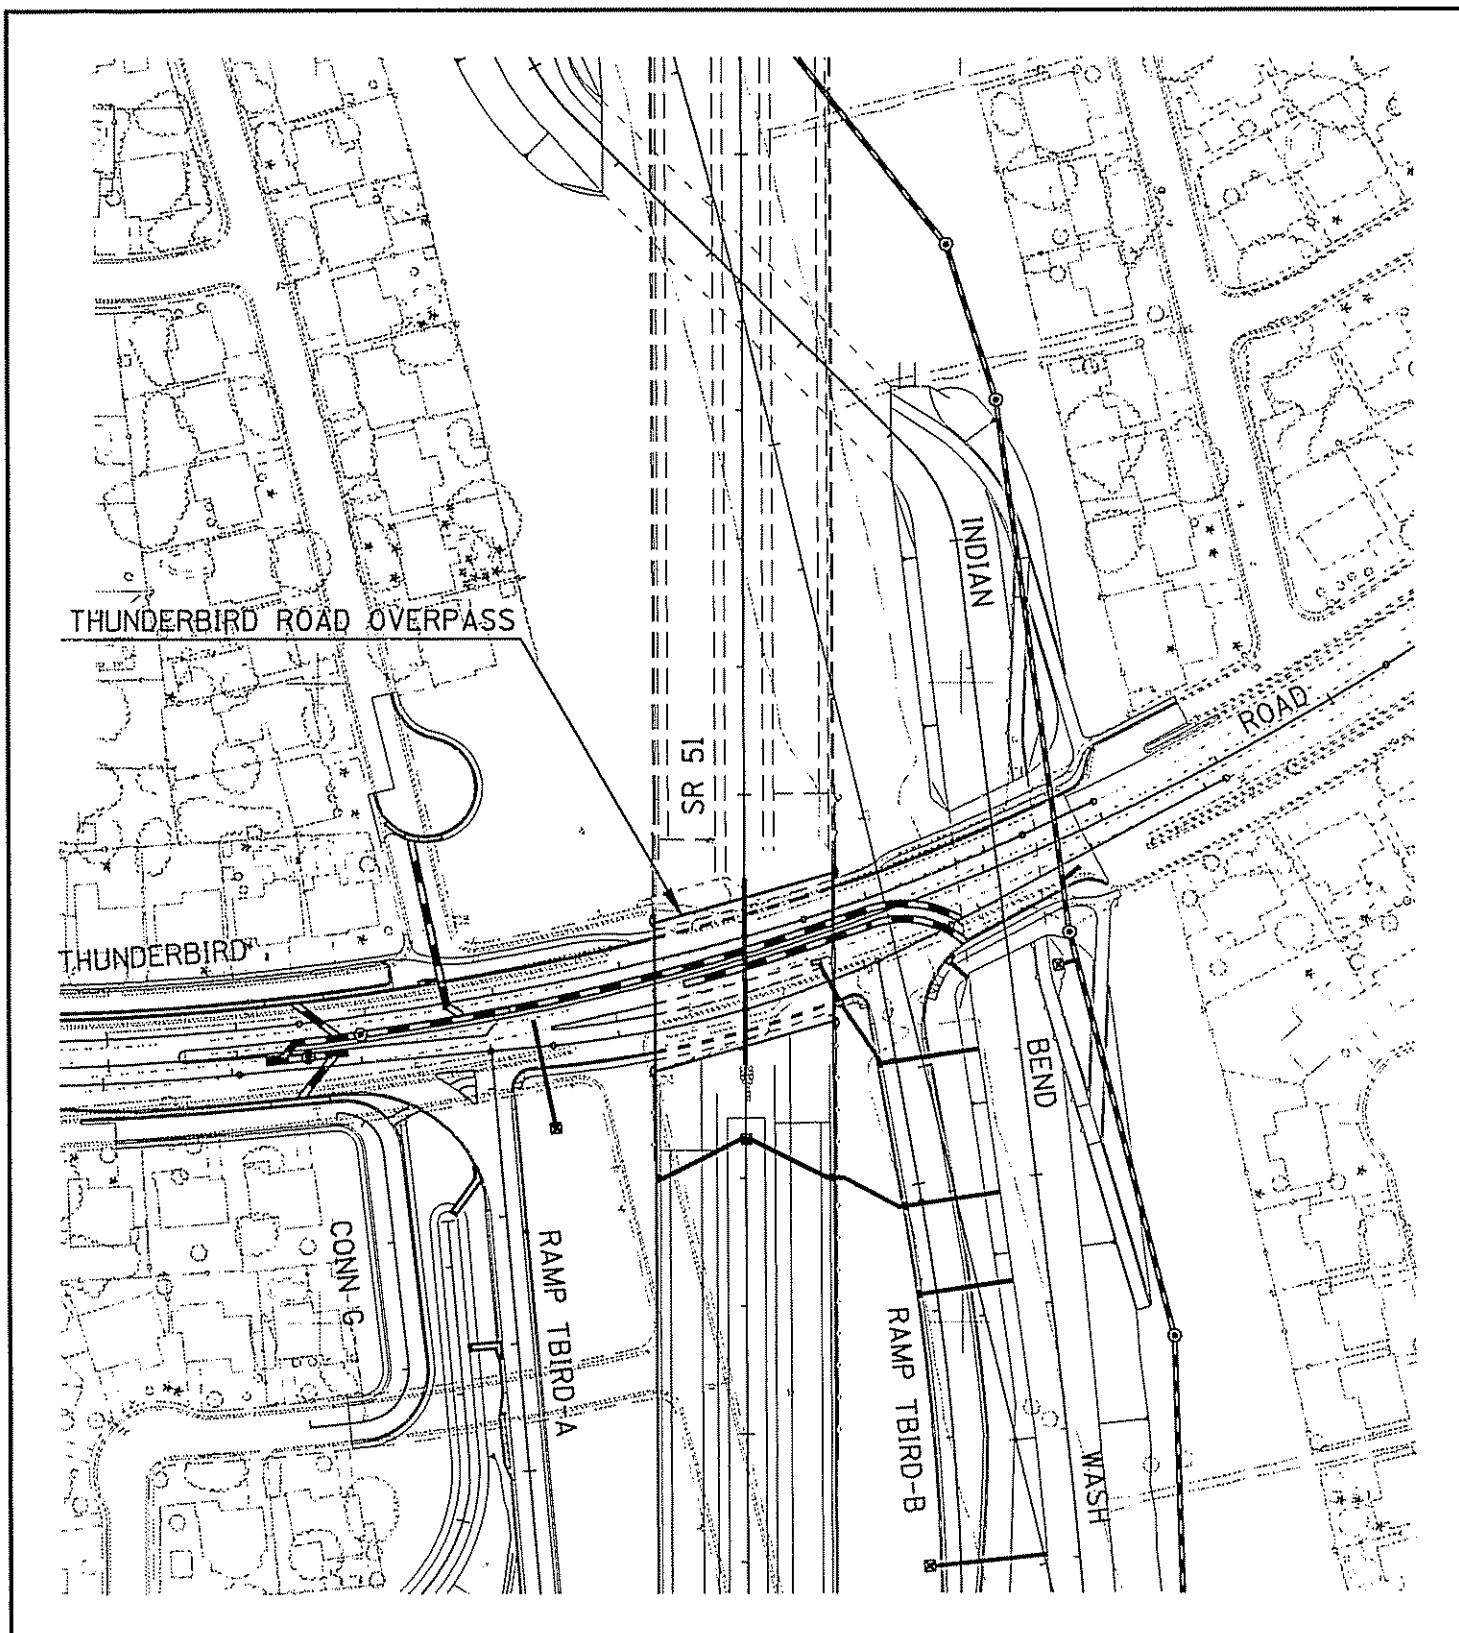 INDIAN
THUNDERBIRD ROAD OVERPASS
ROAD
SR 51
THUNDERBIRD
BEND
CONN-G
RAMP TBIRD-A
RAMP TBIRD-B
WASH